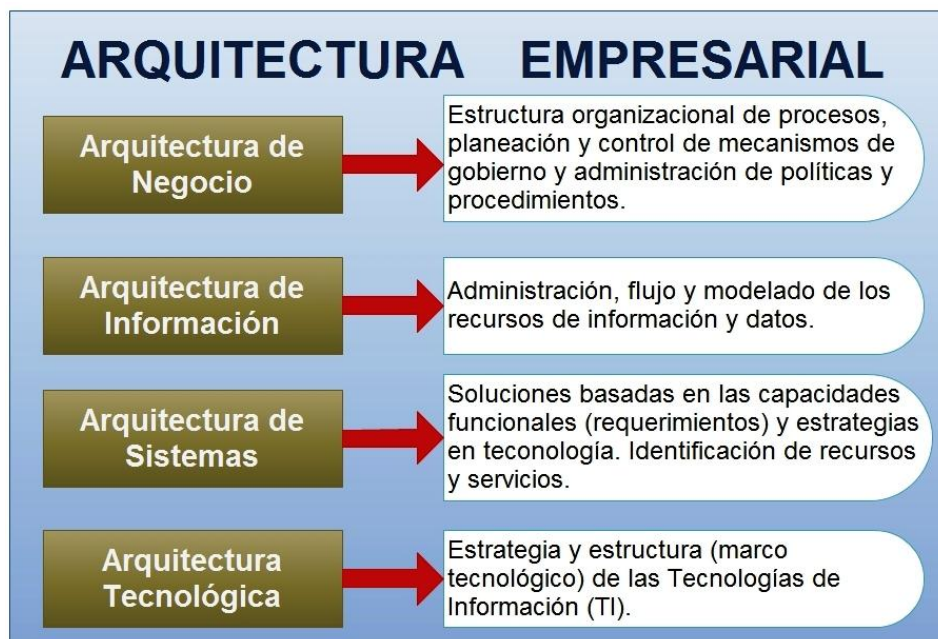 ARQUITECTURA EMPRESARIAL
Arquitectura de
Negocio
Estructura organizacional de procesos,
planeación y control de mecanismos de
gobierno y administración de políticas y
procedimientos.
Arquitectura de
Información
Administración, flujo y modelado de los
recursos de información y datos.
Arquitectura de
Sistemas
Soluciones basadas en las capacidades
funcionales (requerimientos) y estrategias
en teconología. Identificación de recursos
y servicios.
Arquitectura
Tecnológica
Estrategia y estructura (marco
tecnológico) de las Tecnologías de
Información (TI).